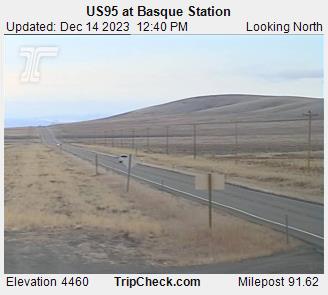 US95 at Basque Station
Updated: Dec 14 2023 12:40 PM Looking North
Elevation 4460 TripCheck.com Milepost 91.62